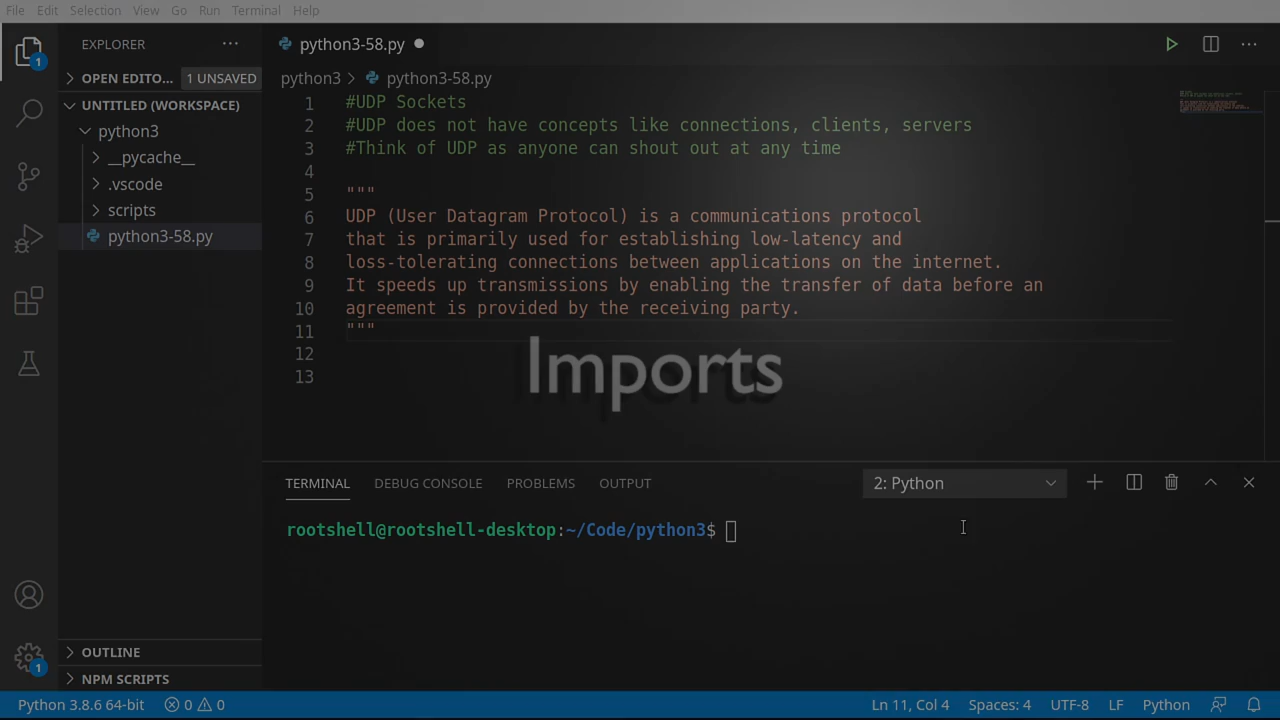 File Edit Selection View Go Run Terminal Help
EXPLORER
1
OPEN EDITO... 1 UNSAVED
UNTITLED (WORKSPACE)
python3
__pycache__
.vscode
scripts
python3-58.py
OUTLINE
NPM SCRIPTS
1
python3-58.py
python3 > python3-58.py
1 #UDP Sockets
2 #UDP does not have concepts like connections, clients, servers
3 #Think of UDP as anyone can shout out at any time
4
5 """
6 UDP (User Datagram Protocol) is a communications protocol
7 that is primarily used for establishing low-latency and
8 loss-tolerating connections between applications on the internet.
9 It speeds up transmissions by enabling the transfer of data before an
10 agreement is provided by the receiving party.
11 """
12
13
Imports
TERMINAL DEBUG CONSOLE PROBLEMS OUTPUT 2: Python
rootshell@rootshell-desktop:~/Code/python3$
Python 3.8.6 64-bit 0 0 Ln 11, Col 4 Spaces: 4 UTF-8 LF Python